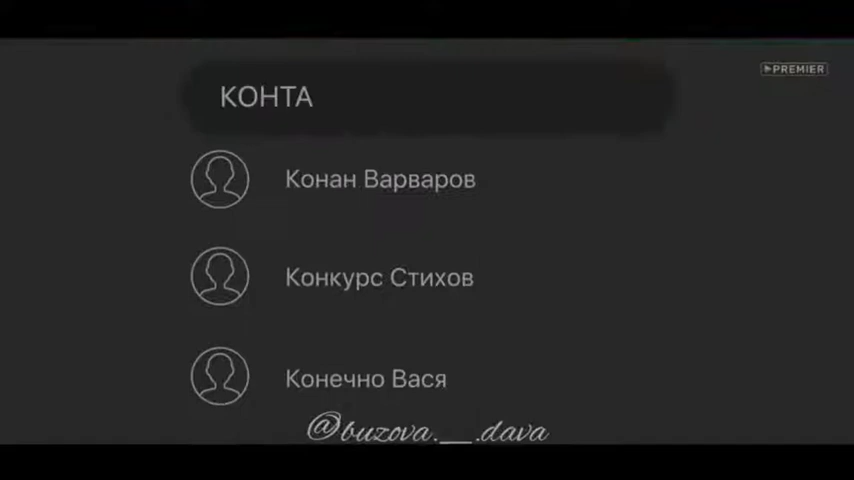 КОНТА
PREMIER
Конан Варваров
Конкурс Стихов
Конечно Вася
@buzova.__.dava